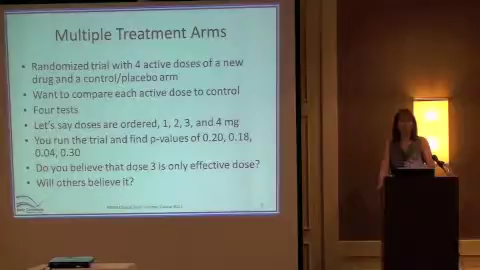 Multiple Treatment Arms
• Randomized trial with 4 active doses of a new
drug and a control/placebo arm
• Want to compare each active dose to control
• Four tests
• Let's say doses are ordered, 1, 2, 3, and 4 mg
• You run the trial and find p-values of 0.20, 0.18,
0.04, 0.30
• Do you believe that dose 3 is only effective dose?
• Will others believe it?